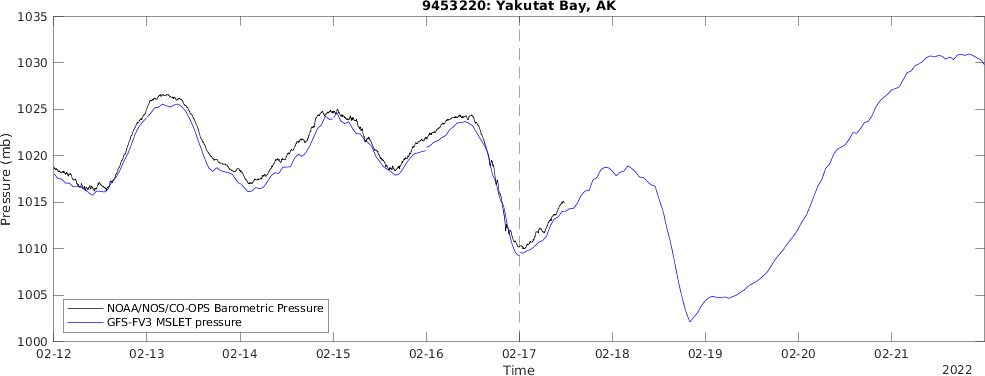 9453220: Yakutat Bay, AK
Pressure (mb)
1035
1030
1025
1020
1015
1010
1005
1000
NOAA/NOS/CO-OPS Barometric Pressure
GFS-FV3 MSLET pressure
02-12 02-13 02-14 02-15 02-16 02-17 02-18 02-19 02-20 02-21
Time
2022